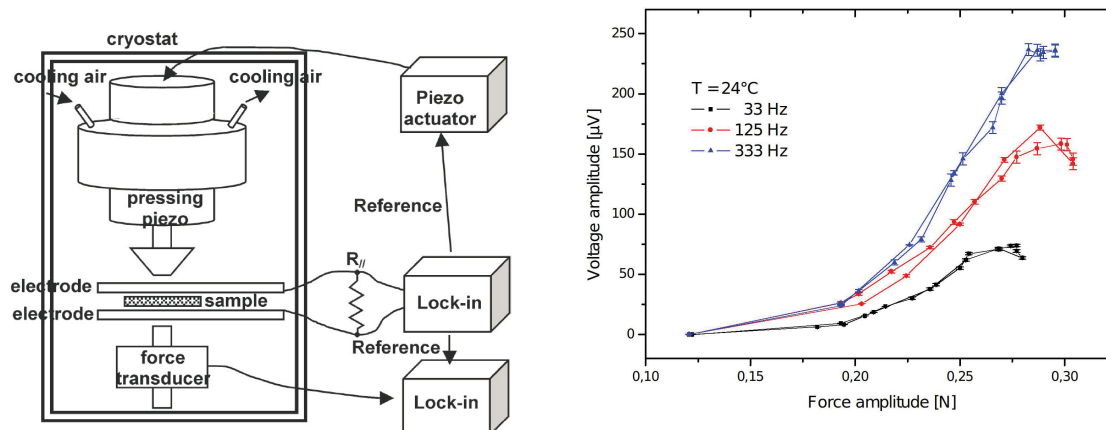 cryostat
cooling air
cooling air
Piezo
actuator
pressing
piezo
Reference
R//
electrode
sample
electrode
Lock-in
Reference
force
transducer
Lock-in
Voltage amplitude [µV]
250
200
150
100
50
0
T = 24°C
33 Hz
125 Hz
333 Hz
0,10
0,15
0,20
0,25
0,30
Force amplitude [N]